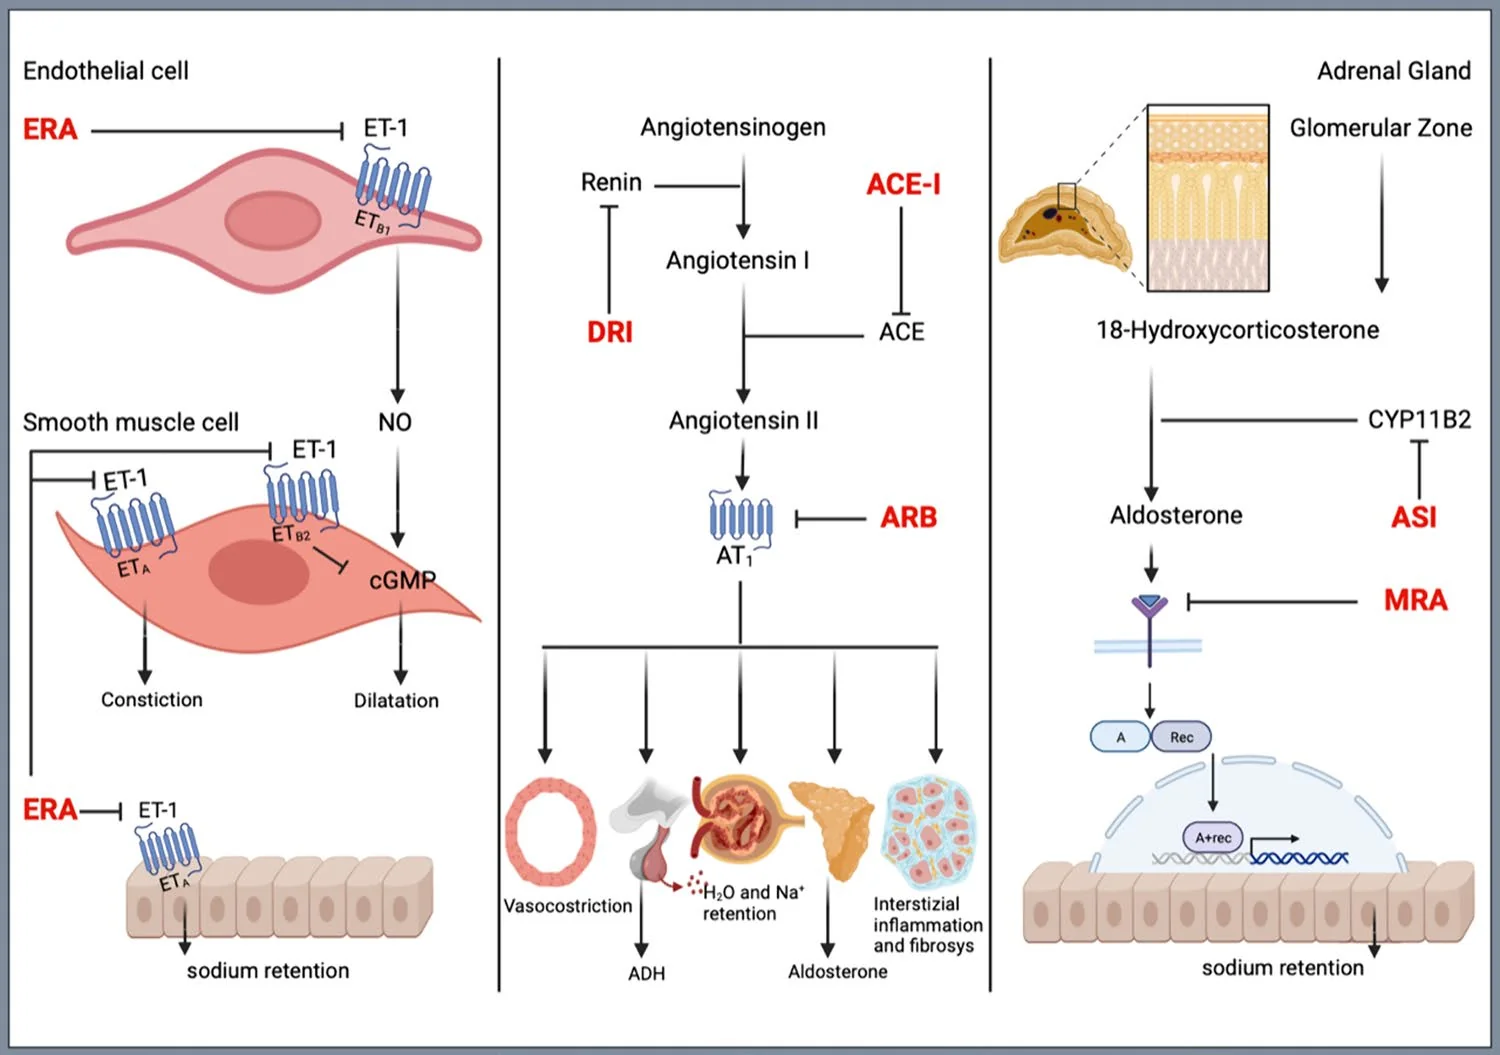 Endothelial cell
ERA
ET-1
ETB1
NO
Smooth muscle cell
ET-1
ET-1
ETB2
ETA
cGMP
Constiction
Dilatation
ERA
ET-1
ETA
sodium retention
Angiotensinogen
Renin
ACE-I
Angiotensin I
DRI
ACE
Angiotensin II
ARB
AT1
Vasocostriction
H2O and Na+
retention
ADH
Aldosterone
Interstizial
inflammation
and fibrosys
Adrenal Gland
Glomerular Zone
18-Hydroxycorticosterone
CYP11B2
Aldosterone
ASI
MRA
A
Rec
A+rec
sodium retention